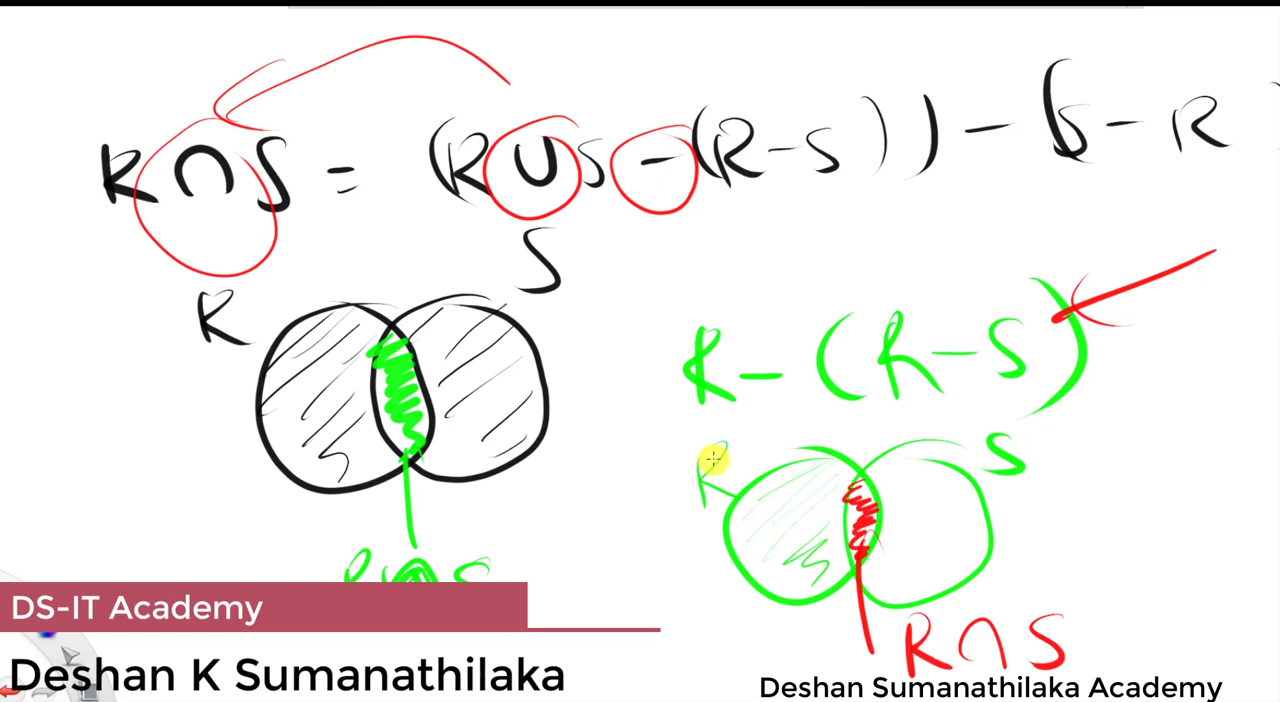 R ∩ S = (R ∪ S - (R - S)) - (S - R)
S
R
R - (R - S)
R
S
R ∩ S
R ∩ S
DS-IT Academy
Deshan K Sumanathilaka
Deshan Sumanathilaka Academy